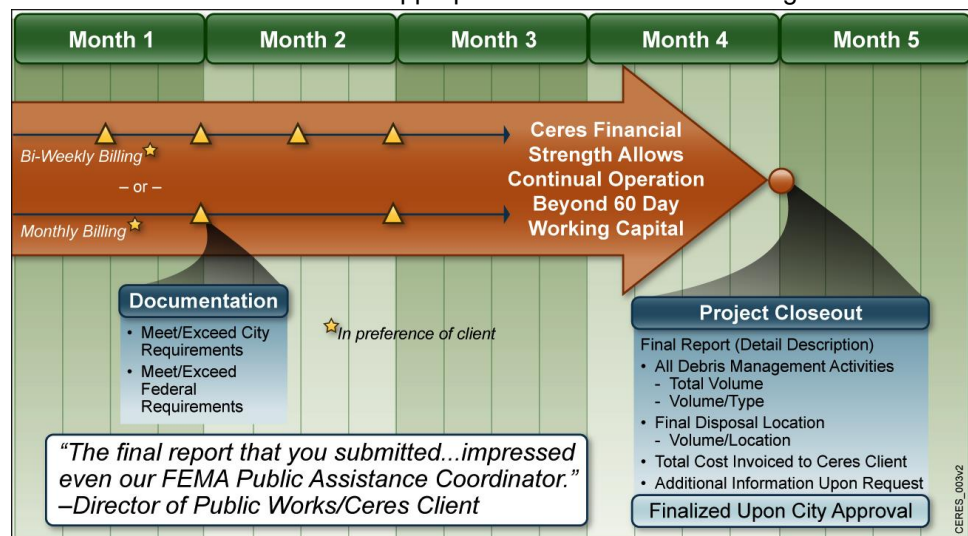 Month 1
Month 2
Month 3
Month 4
Month 5
Bi-Weekly Billing
– or –
Monthly Billing
Ceres Financial
Strength Allows
Continual Operation
Beyond 60 Day
Working Capital
Documentation
• Meet/Exceed City
Requirements
• Meet/Exceed
Federal
Requirements
In preference of client
Project Closeout
Final Report (Detail Description)
• All Debris Management Activities
- Total Volume
- Volume/Type
• Final Disposal Location
- Volume/Location
• Total Cost Invoiced to Ceres Client
• Additional Information Upon Request
Finalized Upon City Approval
“The final report that you submitted...impressed
even our FEMA Public Assistance Coordinator.”
–Director of Public Works/Ceres Client
CERES_003v2